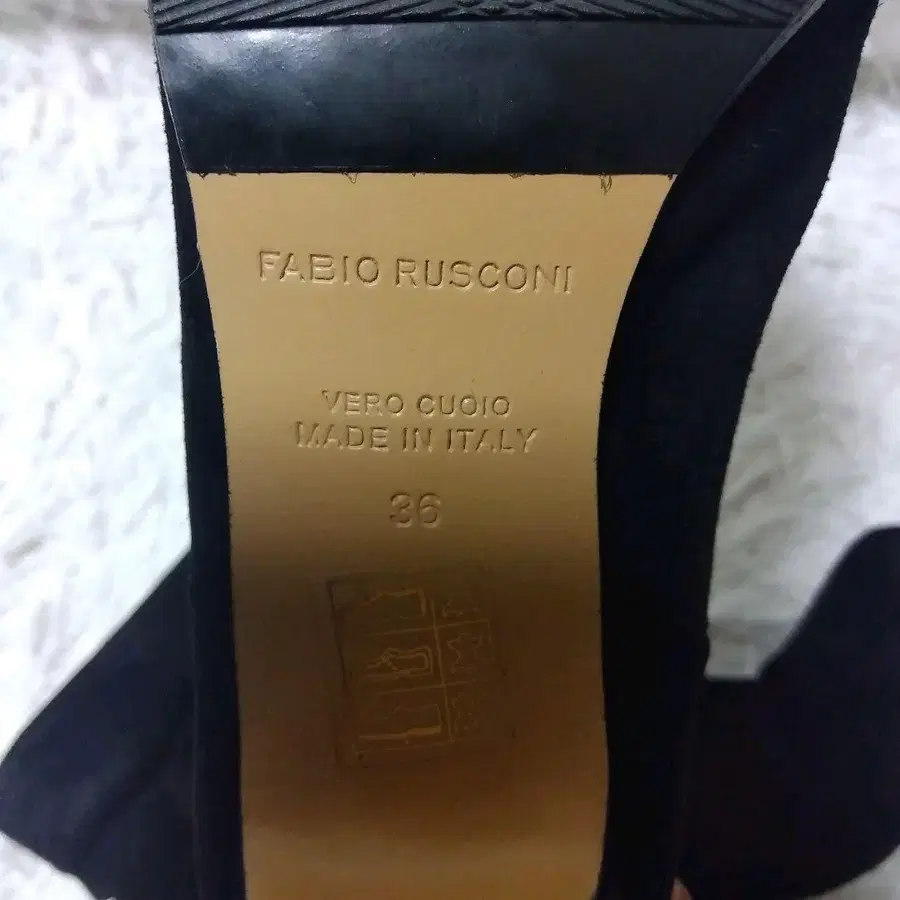 FABIO RUSCONI
VERO CUOIO
MADE IN ITALY
36